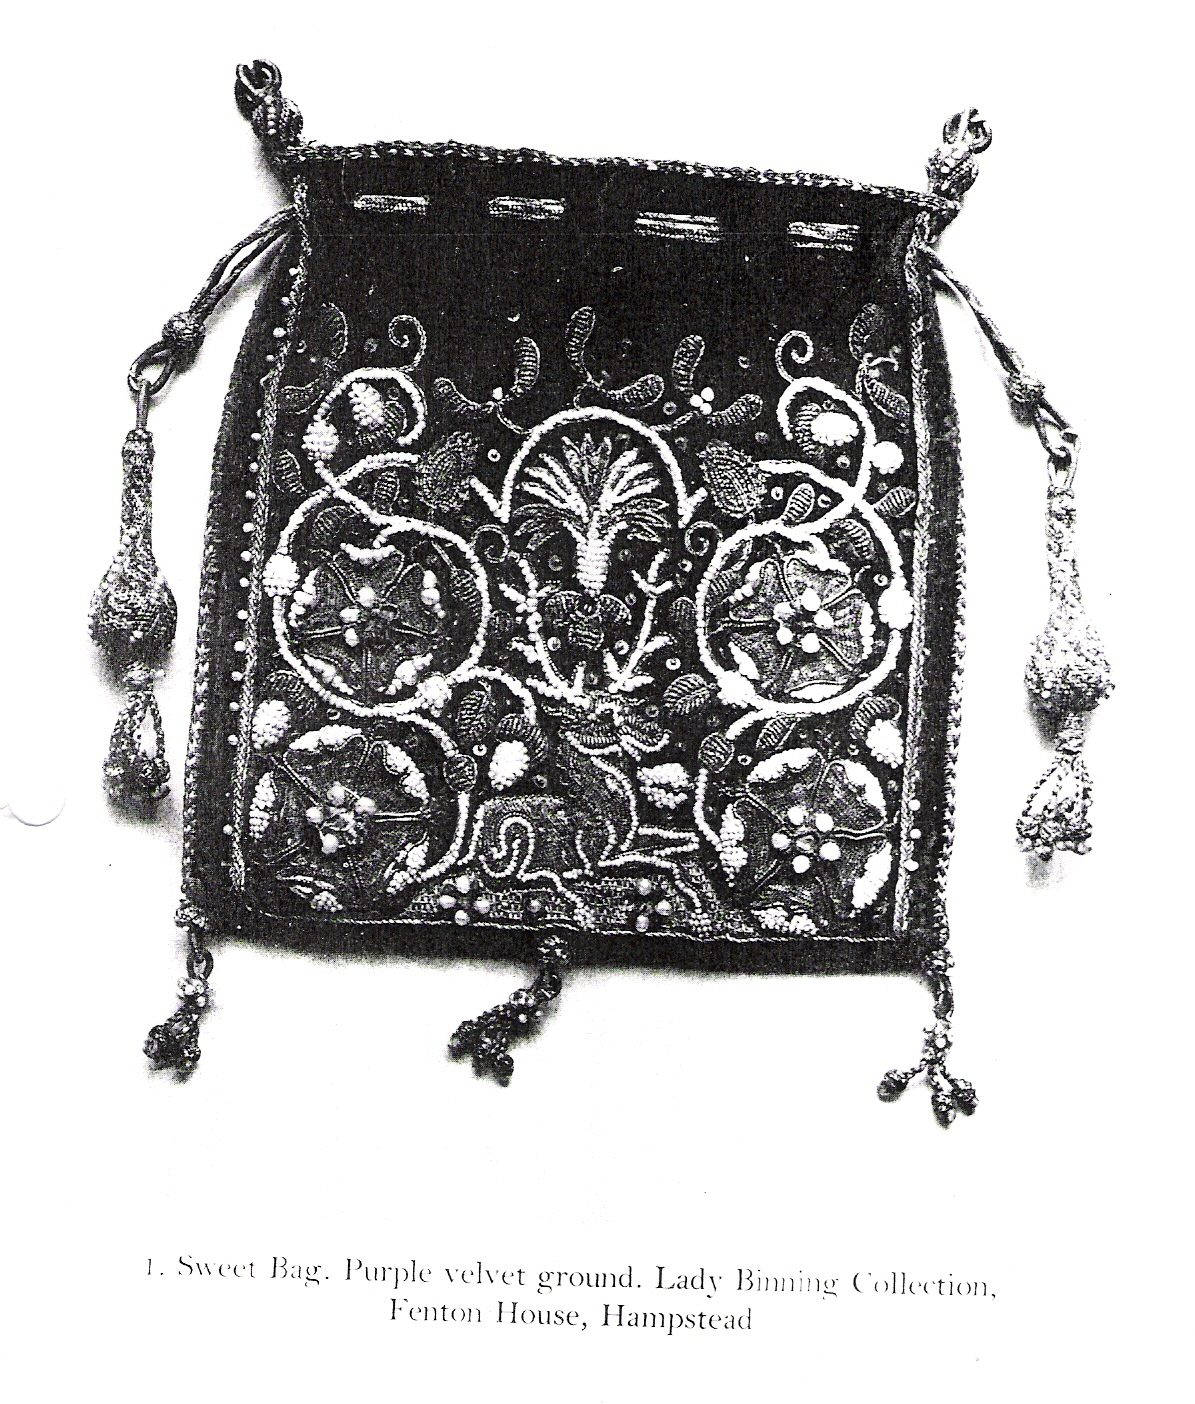 1. Sweet Bag. Purple velvet ground. Lady Binning Collection,
Fenton House, Hampstead